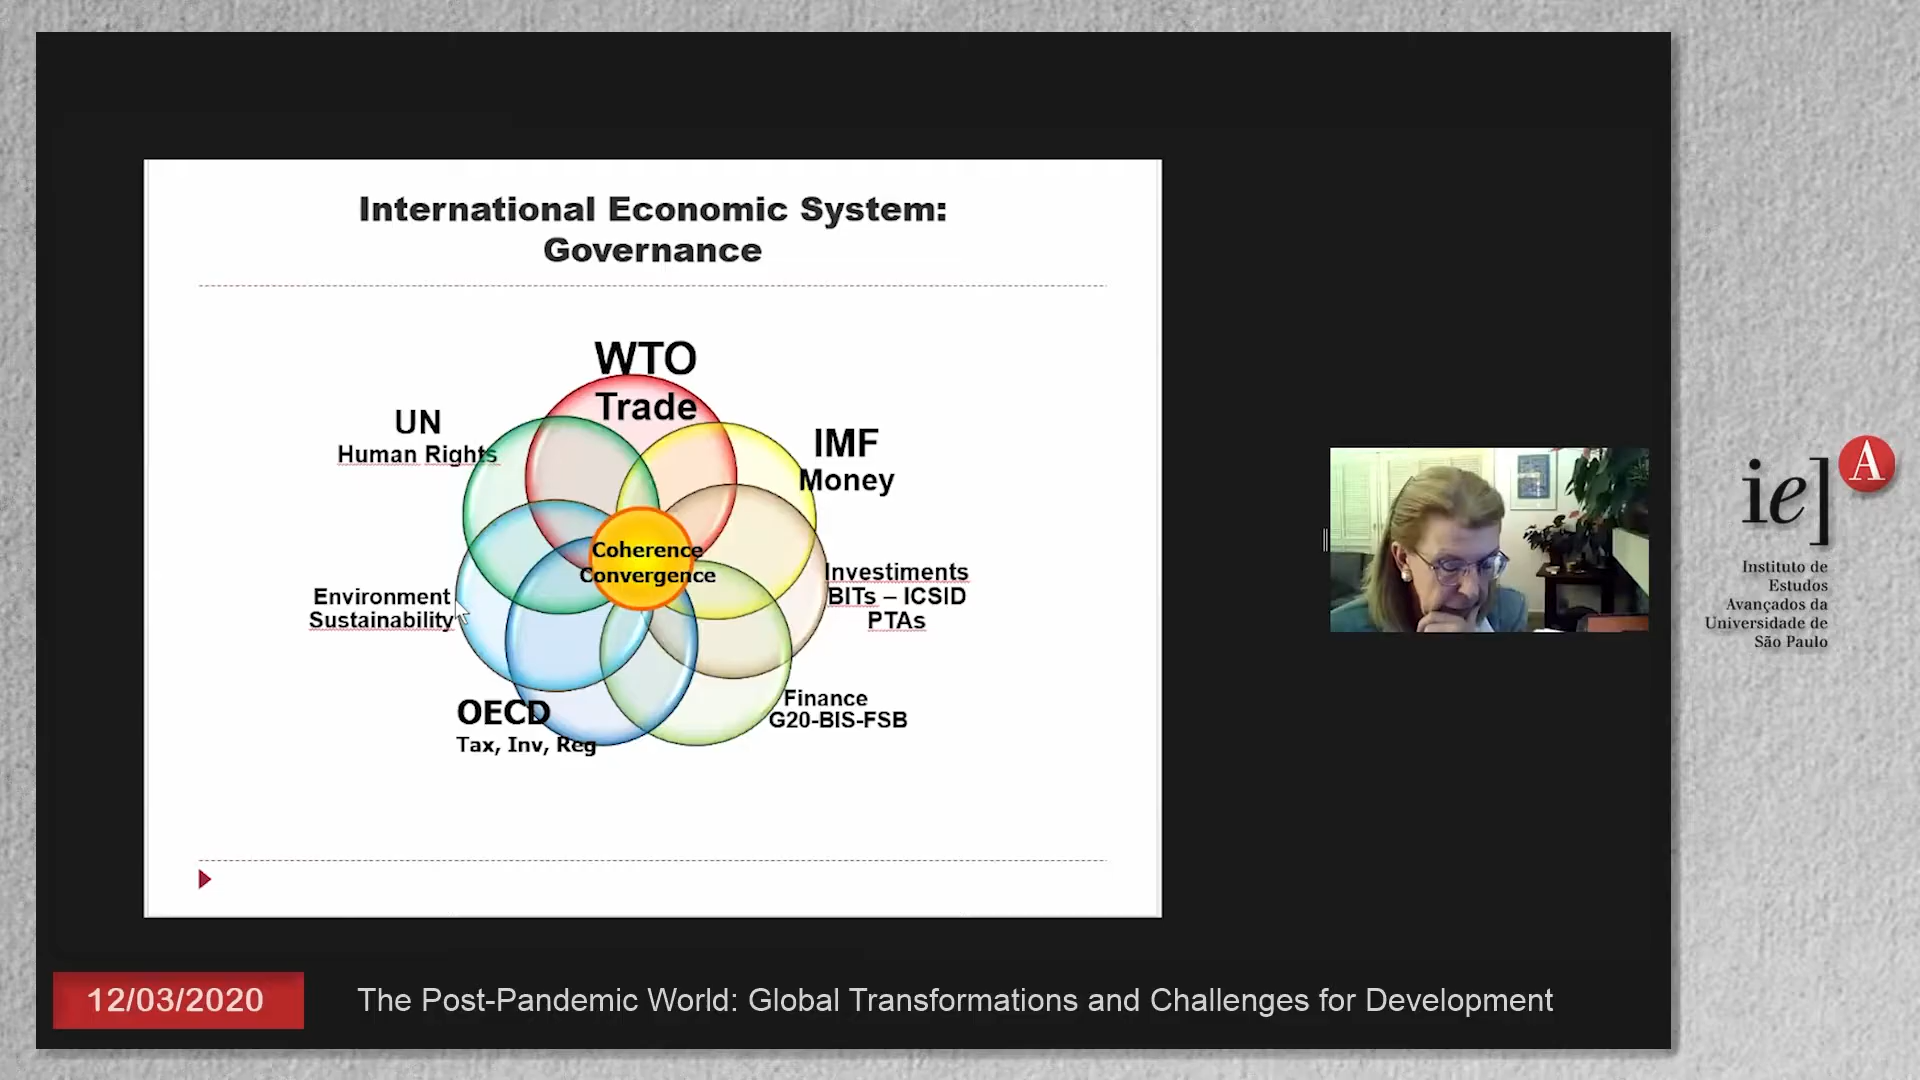 International Economic System:
Governance
WTO
Trade
UN
Human Rights
IMF
Money
Coherence
Convergence
Investiments
BITs – ICSID
PTAs
Environment
Sustainability
OECD
Tax, Inv, Reg
Finance
G20-BIS-FSB
ie]A
Instituto de
Estudos
Avançados da
Universidade de
São Paulo
12/03/2020
The Post-Pandemic World: Global Transformations and Challenges for Development